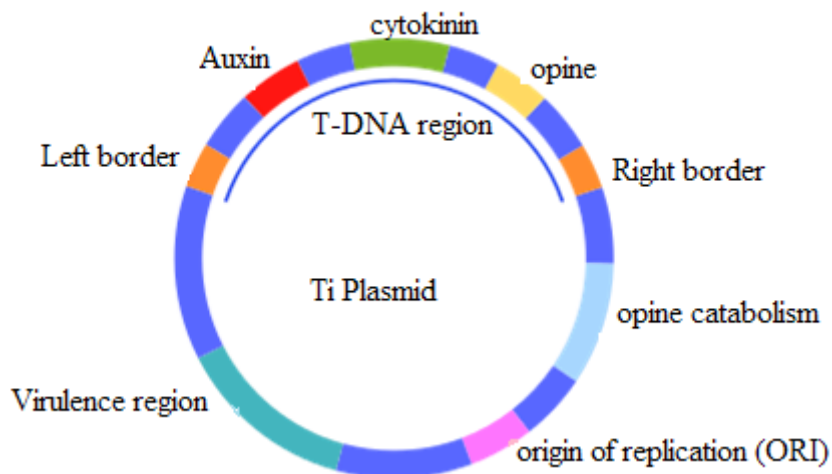 cytokinin
Auxin
opine
T-DNA region
Left border
Right border
Ti Plasmid
opine catabolism
Virulence region
origin of replication (ORI)